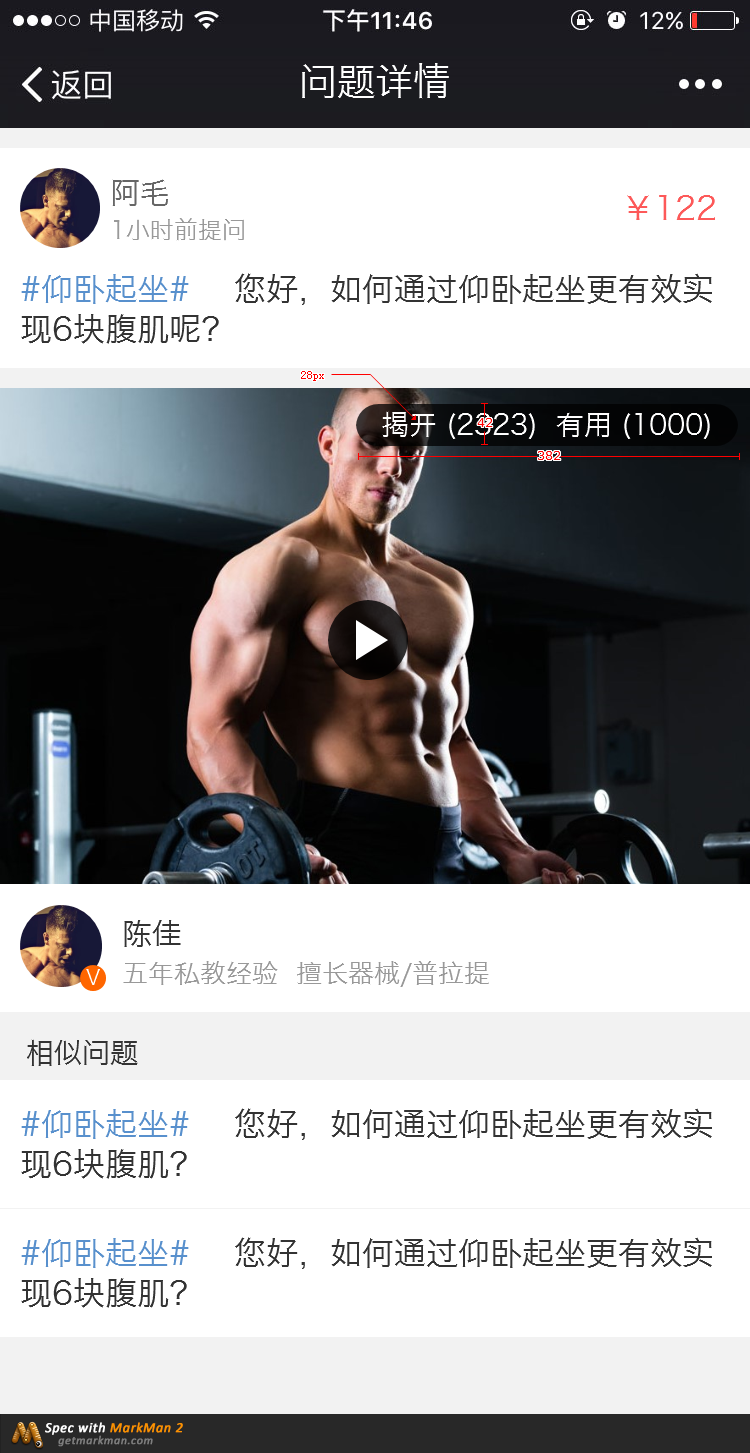 中国移动 下午11:46 12%
返回 问题详情
阿毛
1小时前提问
￥122
#仰卧起坐# 您好，如何通过仰卧起坐更有效实
现6块腹肌呢？
28px
揭开 (2323) 有用 (1000)
42
382
陈佳
V
五年私教经验 擅长器械/普拉提
相似问题
#仰卧起坐# 您好，如何通过仰卧起坐更有效实
现6块腹肌？
#仰卧起坐# 您好，如何通过仰卧起坐更有效实
现6块腹肌？
Spec with MarkMan 2
getmarkman.com